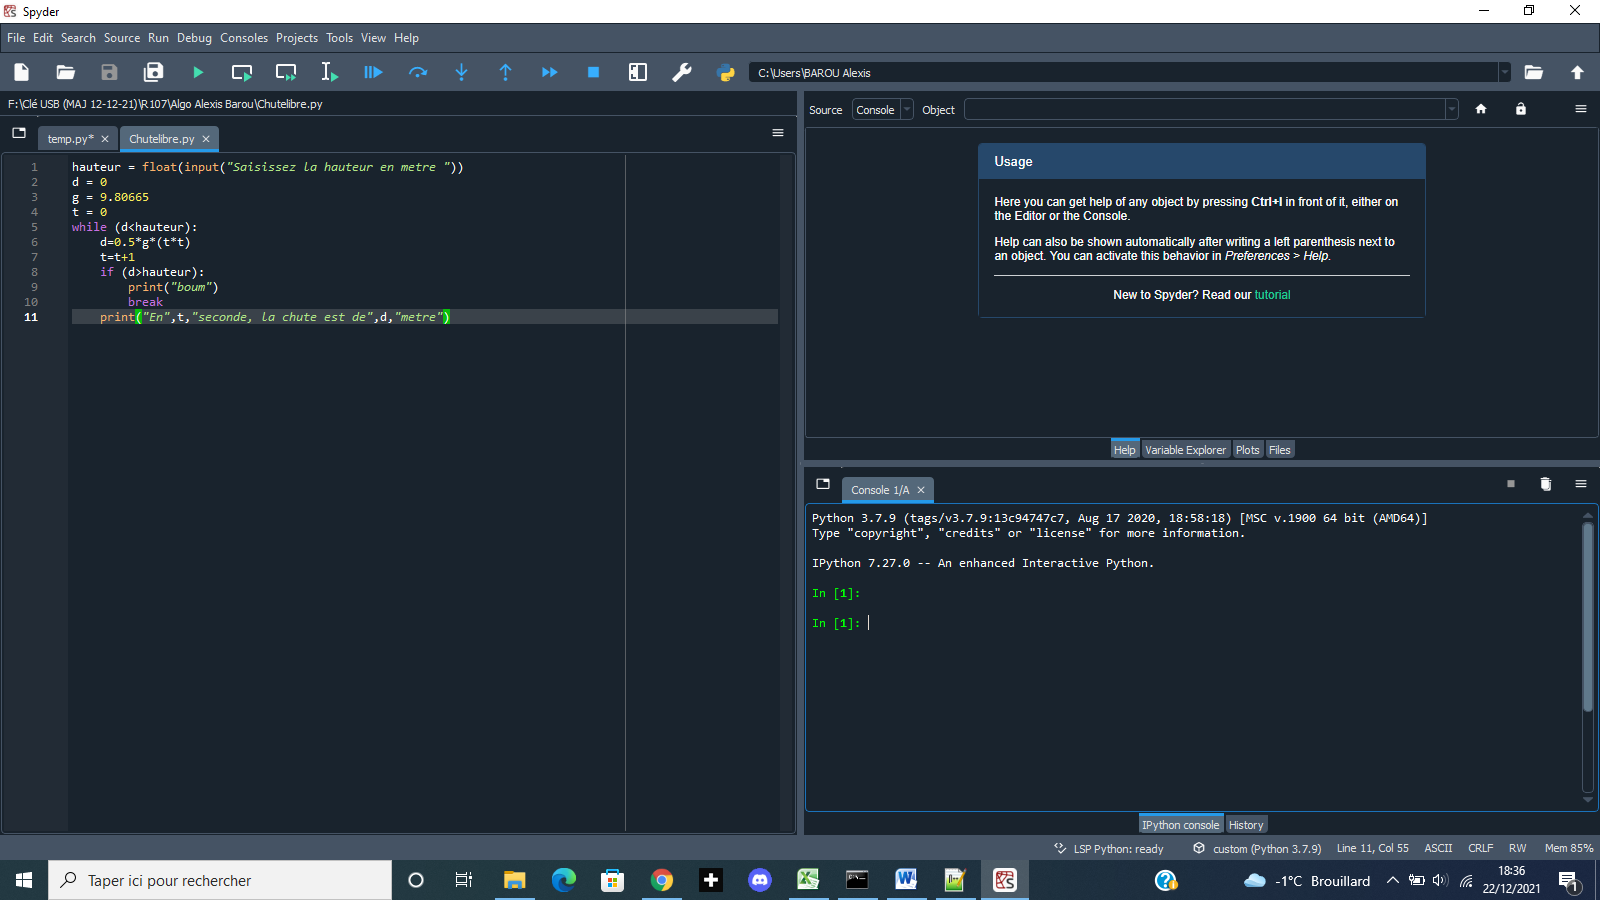 Spyder
File Edit Search Source Run Debug Consoles Projects Tools View Help
C:\Users\BAROU Alexis
F:\Clé USB (MAJ 12-12-21)\R107\Algo Alexis Barou\Chutelibre.py
temp.py*
Chutelibre.py
1 hauteur = float(input("Saisissez la hauteur en metre "))
2 d = 0
3 g = 9.80665
4 t = 0
5 while (d<hauteur):
6 d=0.5*g*(t*t)
7 t=t+1
8 if (d>hauteur):
9 print("boum")
10 break
11 print("En",t,"seconde, la chute est de",d,"metre")
Source Console Object
Usage
Here you can get help of any object by pressing Ctrl+I in front of it, either on
the Editor or the Console.
Help can also be shown automatically after writing a left parenthesis next to
an object. You can activate this behavior in Preferences > Help.
New to Spyder? Read our tutorial
Help Variable Explorer Plots Files
Console 1/A
Python 3.7.9 (tags/v3.7.9:13c94747c7, Aug 17 2020, 18:58:18) [MSC v.1900 64 bit (AMD64)]
Type "copyright", "credits" or "license" for more information.
IPython 7.27.0 -- An enhanced Interactive Python.
In [1]:
In [1]:
IPython console History
LSP Python: ready custom (Python 3.7.9) Line 11, Col 55 ASCII CRLF RW Mem 85%
Taper ici pour rechercher
-1°C Brouillard
18:36
22/12/2021
1